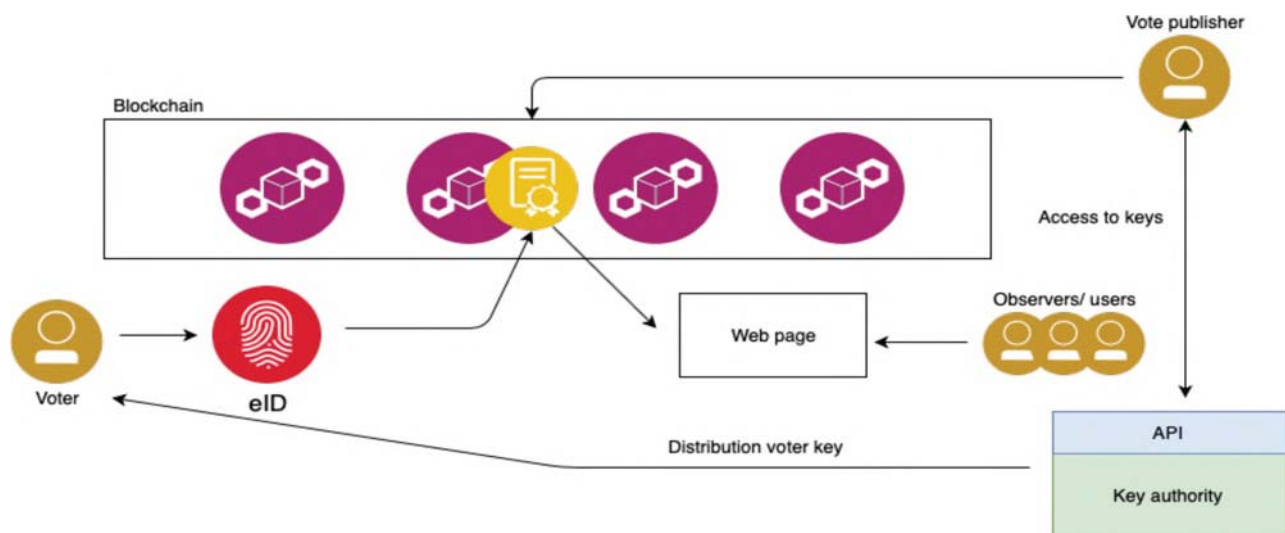 Vote publisher
Blockchain
Access to keys
Observers/ users
Web page
Voter
eID
API
Distribution voter key
Key authority